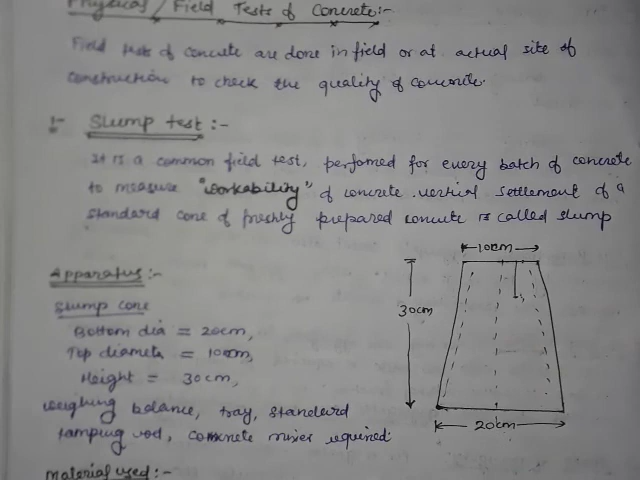 Physical / Field Tests of Concrete:-
Field test of concrete are done in field or at actual site of
construction to check the quality of concrete.
1- Slump test:-
It is a common field test, perfomed for every batch of concrete
to measure "workability" of concrete. vertical settlement of a
standard cone of freshly prepared concrete is called slump
Apparatus:-
Slump cone
Bottom dia = 20cm,
Top diameter = 10cm,
Height = 30cm,
weighing balance, tray, standard
tamping rod, concrete mixer required
Material used:-
10cm
30cm
20cm